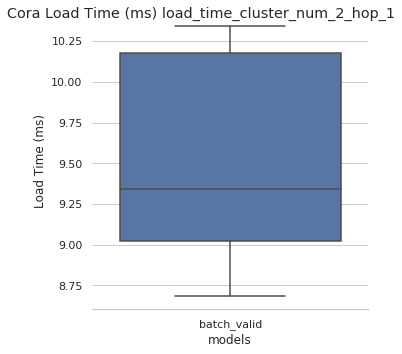 Cora Load Time (ms) load_time_cluster_num_2_hop_1
10.25
10.00
9.75
9.50
9.25
9.00
8.75
Load Time (ms)
batch_valid
models